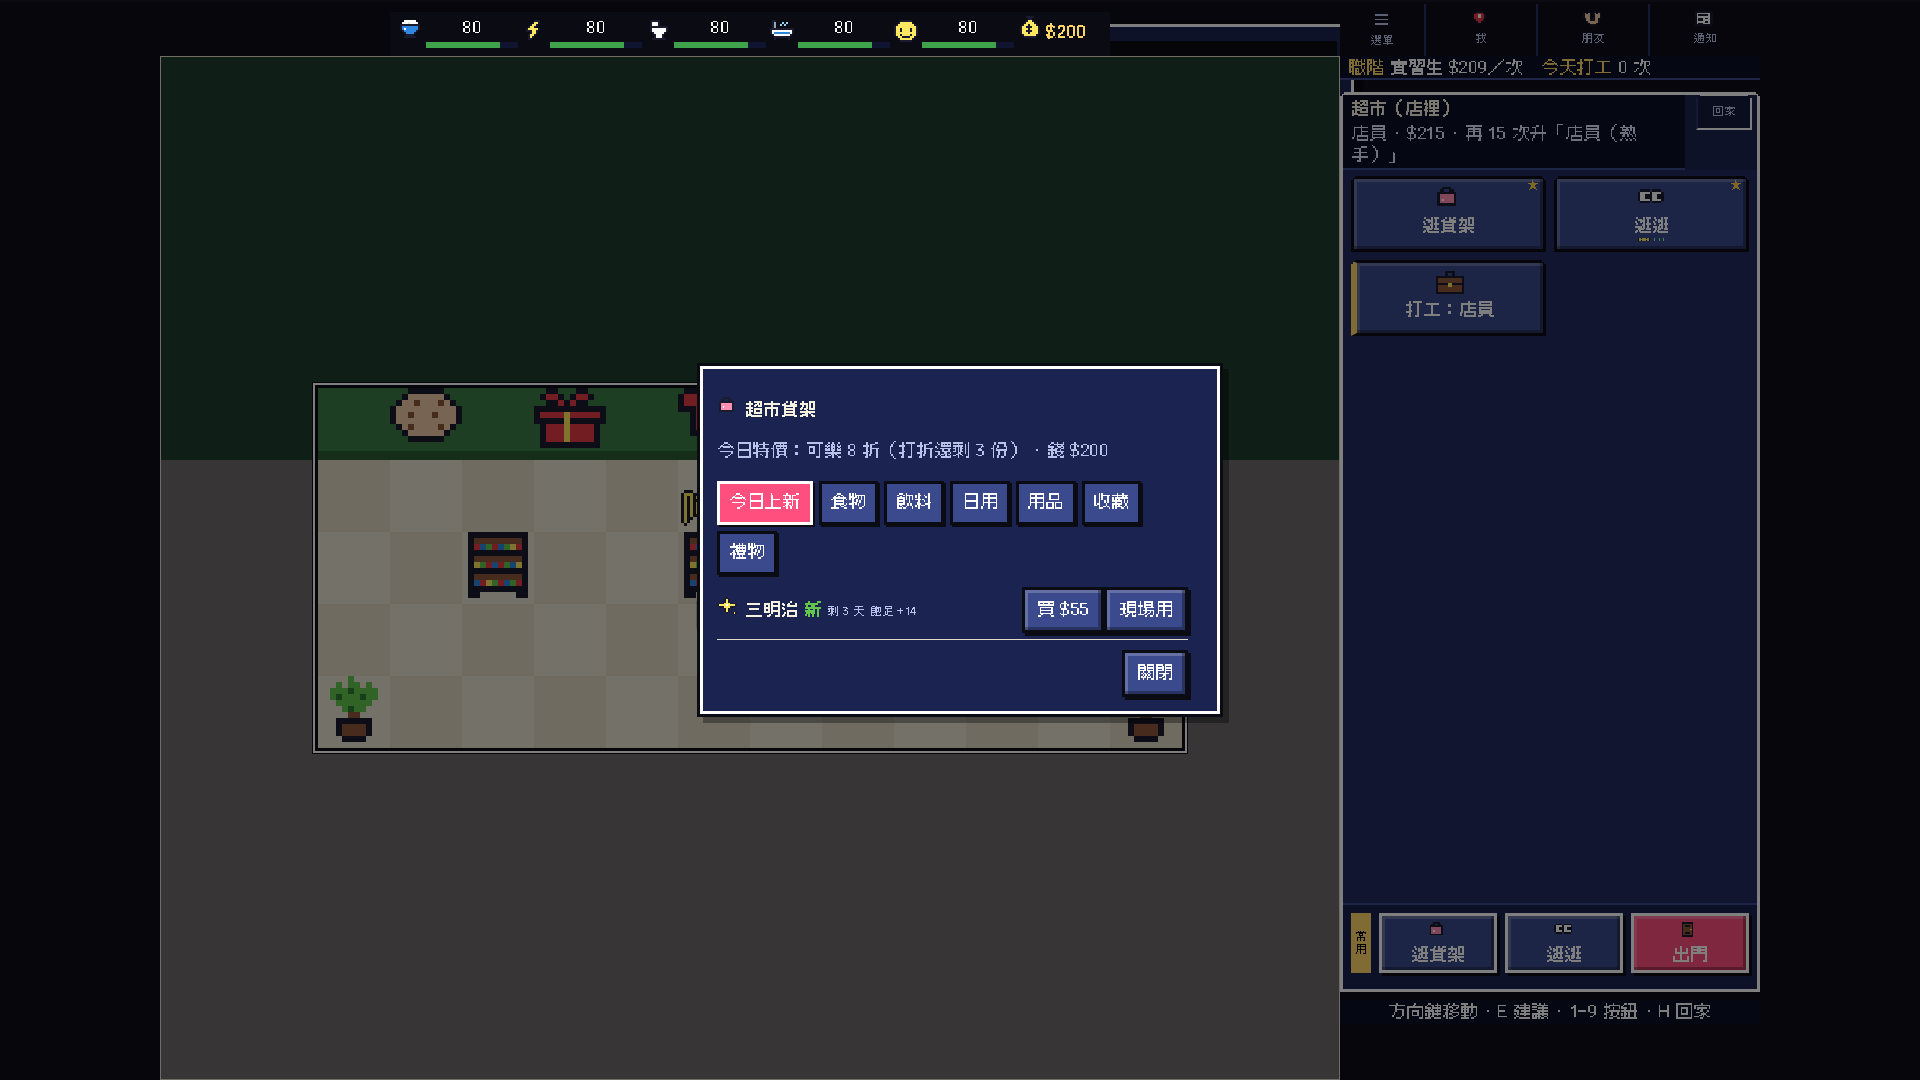 80 80 80 80 80 $200
選單 我 朋友 通知
職階 實習生 $209／次 今天打工 0 次
超市（店裡）
回家
店員 · $215 · 再 15 次升「店員（熟
手）」
逛貨架 逛逛
打工：店員
超市貨架
今日特價：可樂 8 折（打折還剩 3 份） · 錢 $200
今日上新 食物 飲料 日用 用品 收藏
禮物
三明治 新 剩 3 天 飽足+14 買 $55 現場用
關閉
常用 逛貨架 逛逛 出門
方向鍵移動 · E 建議 · 1-9 按鈕 · H 回家